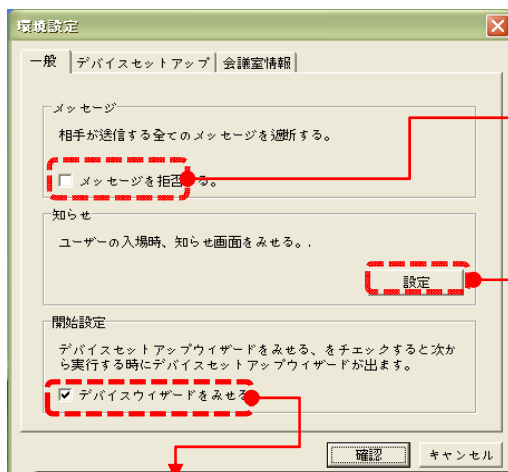 環境設定
一般 デバイスセットアップ 会議室情報
メッセージ
相手が送信する全てのメッセージを遮断する。
メッセージを拒否する。
知らせ
ユーザーの入場時、知らせ画面をみせる。.
設定
開始設定
デバイスセットアップウィザードをみせる、をチェックすると次か
ら実行する時にデバイスセットアップウィザードが出ます。
デバイスウィザードをみせる
確認 キャンセル